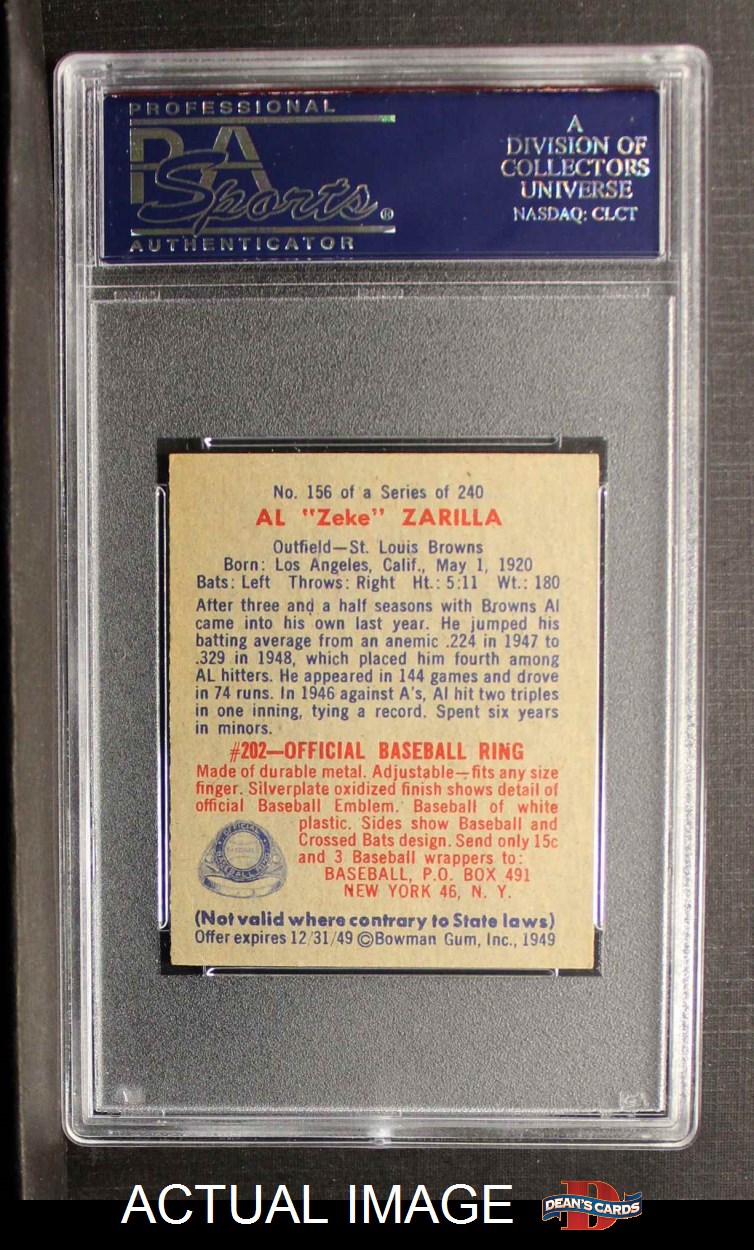 PROFESSIONAL
PSA
Sports®
AUTHENTICATOR
A
DIVISION OF
COLLECTORS
UNIVERSE
NASDAQ: CLCT
No. 156 of a Series of 240
AL "Zeke" ZARILLA
Outfield—St. Louis Browns
Born: Los Angeles, Calif., May 1, 1920
Bats: Left Throws: Right Ht.: 5:11 Wt.: 180
After three and a half seasons with Browns Al
came into his own last year. He jumped his
batting average from an anemic .224 in 1947 to
.329 in 1948, which placed him fourth among
AL hitters. He appeared in 144 games and drove
in 74 runs. In 1946 against A's, Al hit two triples
in one inning, tying a record. Spent six years
in minors.
#202—OFFICIAL BASEBALL RING
Made of durable metal. Adjustable—fits any size
finger. Silverplate oxidized finish shows detail of
official Baseball Emblem. Baseball of white
plastic. Sides show Baseball and
Crossed Bats design. Send only 15c
and 3 Baseball wrappers to:
BASEBALL, P.O. BOX 491
NEW YORK 46, N. Y.
OFFICIAL
(Not valid where contrary to State laws)
Offer expires 12/31/49 ©Bowman Gum, Inc., 1949
ACTUAL IMAGE
DEAN'S CARDS